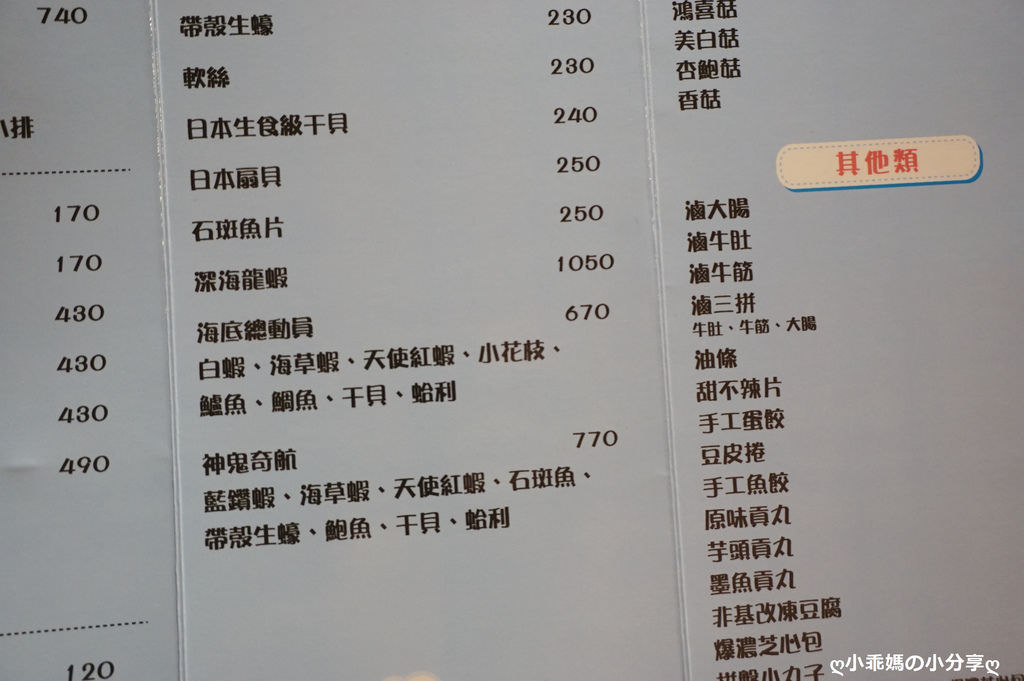 740
排
170
170
430
430
430
490
120
帶殼生蠔 230
軟絲 230
日本生食級干貝 240
日本扇貝 250
石斑魚片 250
深海龍蝦 1050
海底總動員 670
白蝦、海草蝦、天使紅蝦、小花枝、
鱸魚、鯛魚、干貝、蛤利
神鬼奇航 770
藍鑽蝦、海草蝦、天使紅蝦、石斑魚、
帶殼生蠔、鮑魚、干貝、蛤利
鴻喜菇
美白菇
杏鮑菇
香菇
其他類
滷大腸
滷牛肚
滷牛筋
滷三拼
牛肚、牛筋、大腸
油條
甜不辣片
手工蛋餃
豆皮捲
手工魚餃
原味貢丸
芋頭貢丸
墨魚貢丸
非基改凍豆腐
爆濃芝心包
ღ小乖媽の小分享ღ